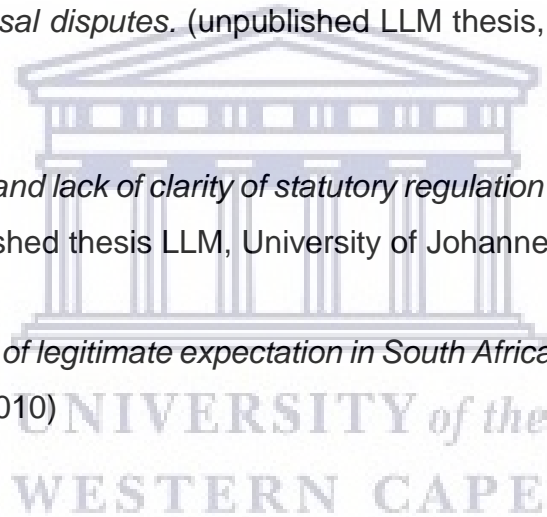 sal disputes. (unpublished LLM thesis,
and lack of clarity of statutory regulation
shed thesis LLM, University of Johanne
of legitimate expectation in South Africa
010)
UNIVERSITY of the
WESTERN CAPE